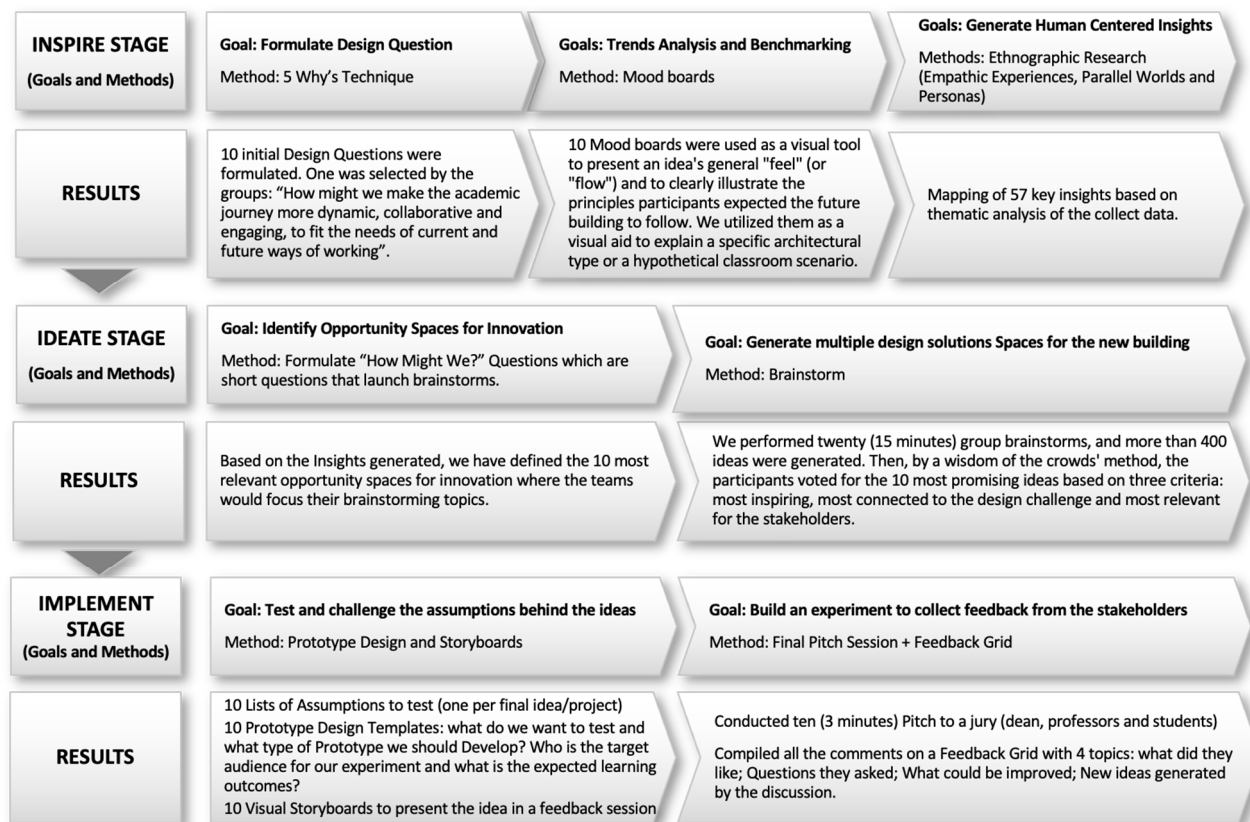 INSPIRE STAGE
(Goals and Methods)
Goal: Formulate Design Question
Method: 5 Why's Technique
Goals: Trends Analysis and Benchmarking
Method: Mood boards
Goals: Generate Human Centered Insights
Methods: Ethnographic Research
(Empathic Experiences, Parallel Worlds and
Personas)
RESULTS
10 initial Design Questions were
formulated. One was selected by the
groups: “How might we make the academic
journey more dynamic, collaborative and
engaging, to fit the needs of current and
future ways of working”.
10 Mood boards were used as a visual tool
to present an idea's general "feel" (or
"flow") and to clearly illustrate the
principles participants expected the future
building to follow. We utilized them as a
visual aid to explain a specific architectural
type or a hypothetical classroom scenario.
Mapping of 57 key insights based on
thematic analysis of the collect data.
IDEATE STAGE
(Goals and Methods)
Goal: Identify Opportunity Spaces for Innovation
Method: Formulate “How Might We?” Questions which are
short questions that launch brainstorms.
Goal: Generate multiple design solutions Spaces for the new building
Method: Brainstorm
RESULTS
Based on the Insights generated, we have defined the 10 most
relevant opportunity spaces for innovation where the teams
would focus their brainstorming topics.
We performed twenty (15 minutes) group brainstorms, and more than 400
ideas were generated. Then, by a wisdom of the crowds' method, the
participants voted for the 10 most promising ideas based on three criteria:
most inspiring, most connected to the design challenge and most relevant
for the stakeholders.
IMPLEMENT
STAGE
(Goals and Methods)
Goal: Test and challenge the assumptions behind the ideas
Method: Prototype Design and Storyboards
Goal: Build an experiment to collect feedback from the stakeholders
Method: Final Pitch Session + Feedback Grid
RESULTS
10 Lists of Assumptions to test (one per final idea/project)
10 Prototype Design Templates: what do we want to test and
what type of Prototype we should Develop? Who is the target
audience for our experiment and what is the expected learning
outcomes?
10 Visual Storyboards to present the idea in a feedback session
Conducted ten (3 minutes) Pitch to a jury (dean, professors and students)
Compiled all the comments on a Feedback Grid with 4 topics: what did they
like; Questions they asked; What could be improved; New ideas generated
by the discussion.